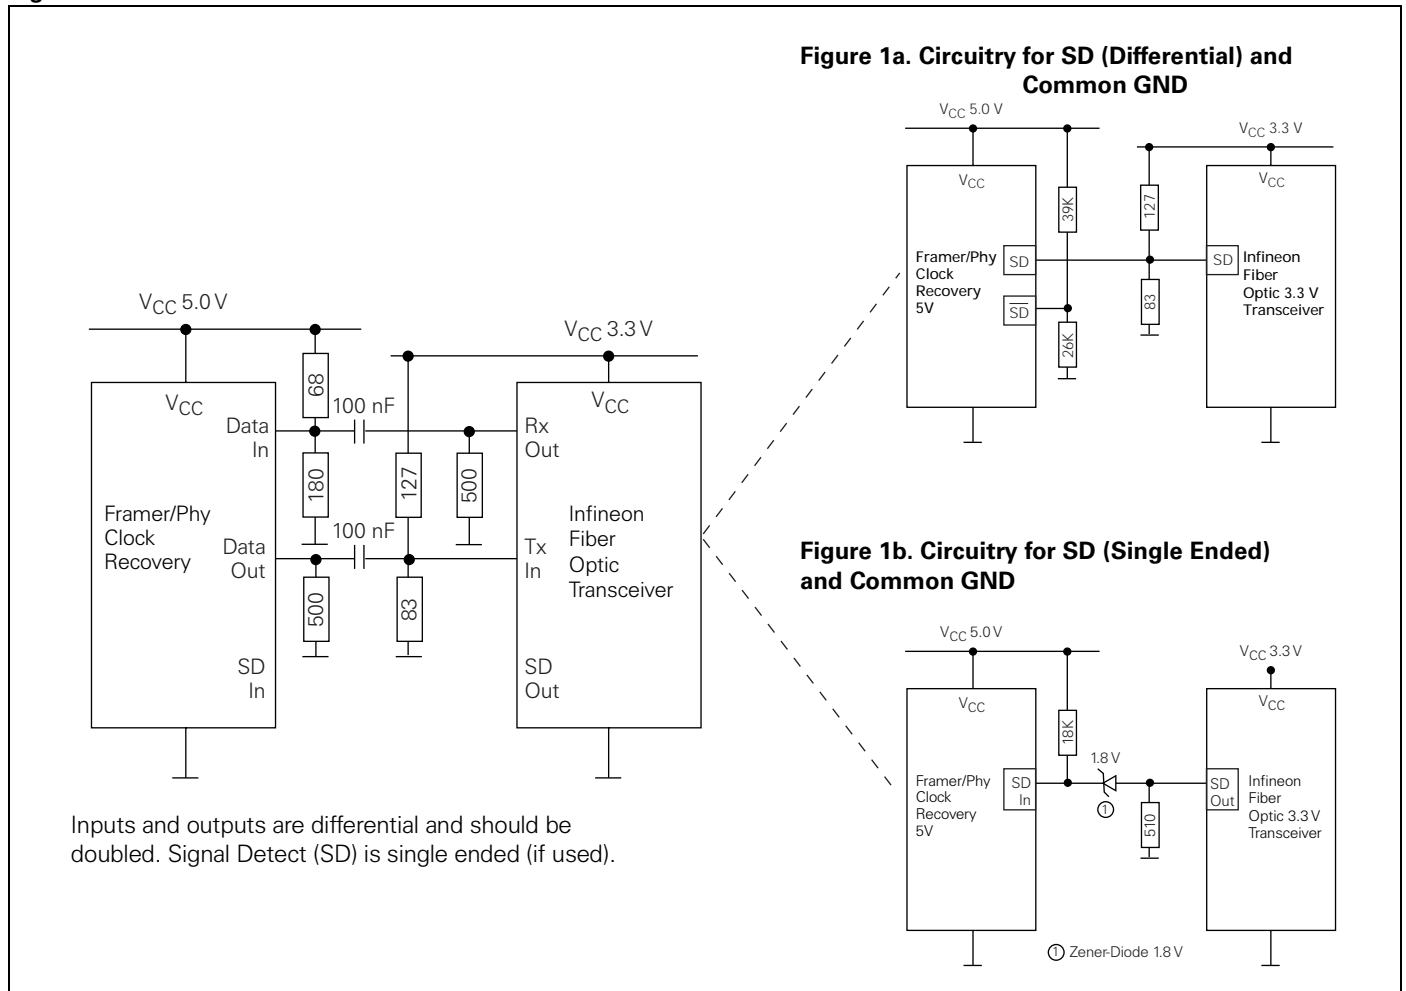 Figure 1a. Circuitry for SD (Differential) and
Common GND
VCC 5.0 V
VCC 3.3 V
VCC
39K
127
VCC
Framer/Phy
Clock
Recovery
5V
SD
SD
26K
83
SD
Infineon
Fiber
Optic 3.3 V
Transceiver
VCC 5.0 V
VCC 3.3 V
VCC
68
100 nF
VCC
Data
In
Rx
Out
180
127
500
Framer/Phy
Clock
Recovery
100 nF
Data
Out
Tx
In
Infineon
Fiber
Optic
Transceiver
500
83
SD
In
SD
Out
Inputs and outputs are differential and should be
doubled. Signal Detect (SD) is single ended (if used).
Figure 1b. Circuitry for SD (Single Ended)
and Common GND
VCC 5.0 V
VCC 3.3 V
VCC
18K
VCC
1.8 V
Framer/Phy
Clock
Recovery
5V
SD
In
1
510
SD
Out
Infineon
Fiber
Optic 3.3 V
Transceiver
1 Zener-Diode 1.8 V